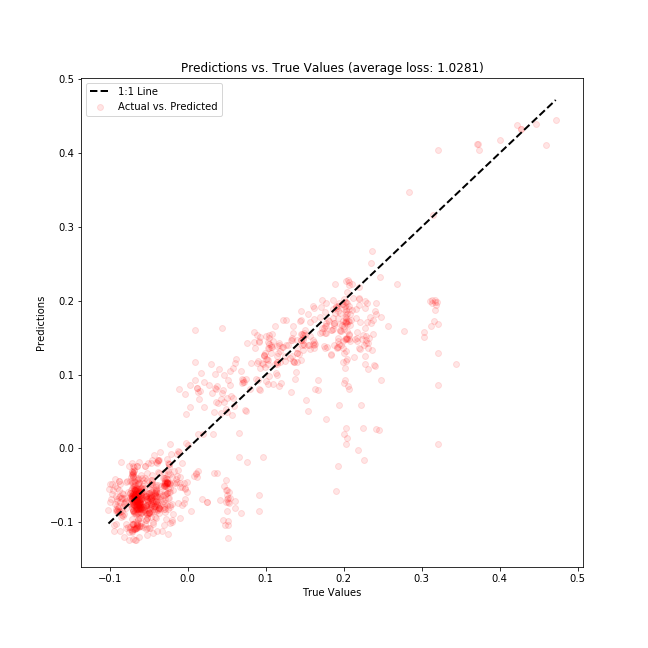 Predictions vs. True Values (average loss: 1.0281)
1:1 Line
Actual vs. Predicted
0.5
0.4
0.3
0.2
0.1
0.0
−0.1
Predictions
−0.1 0.0 0.1 0.2 0.3 0.4 0.5
True Values